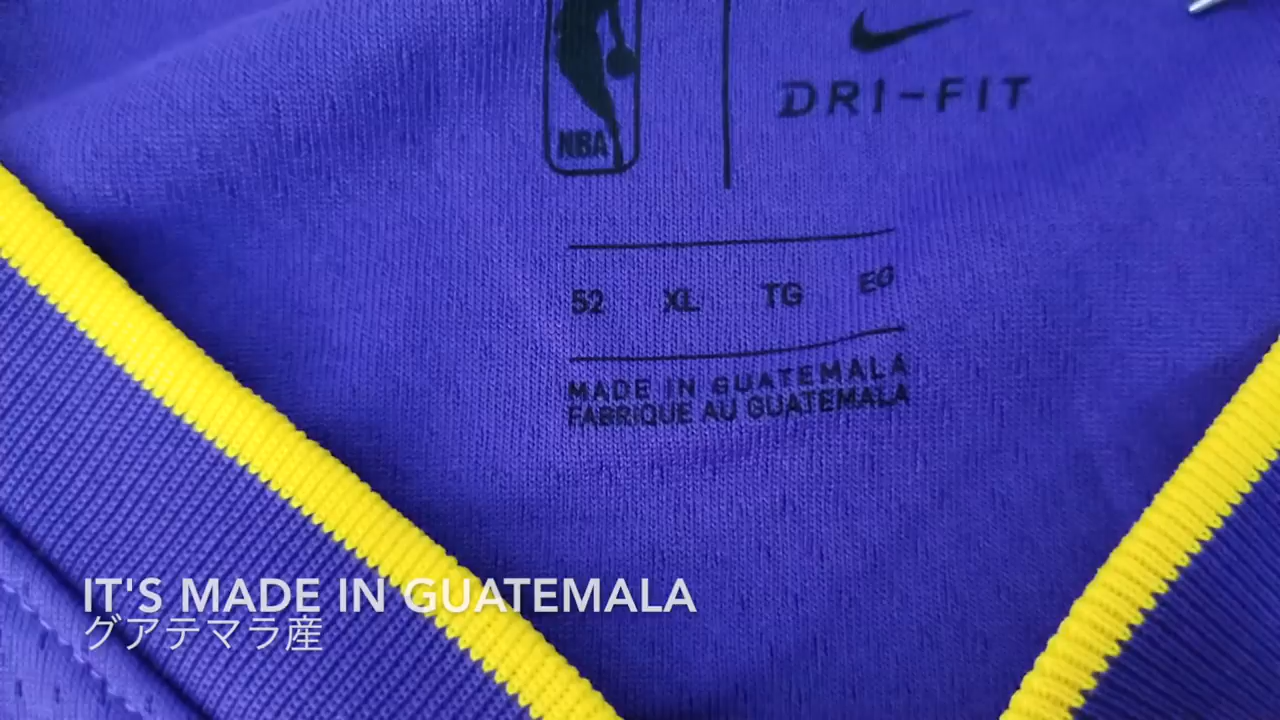 NBA
DRI-FIT
52 XL TG EG
MADE IN GUATEMALA
FABRIQUE AU GUATEMALA
IT'S MADE IN GUATEMALA
グアテマラ産